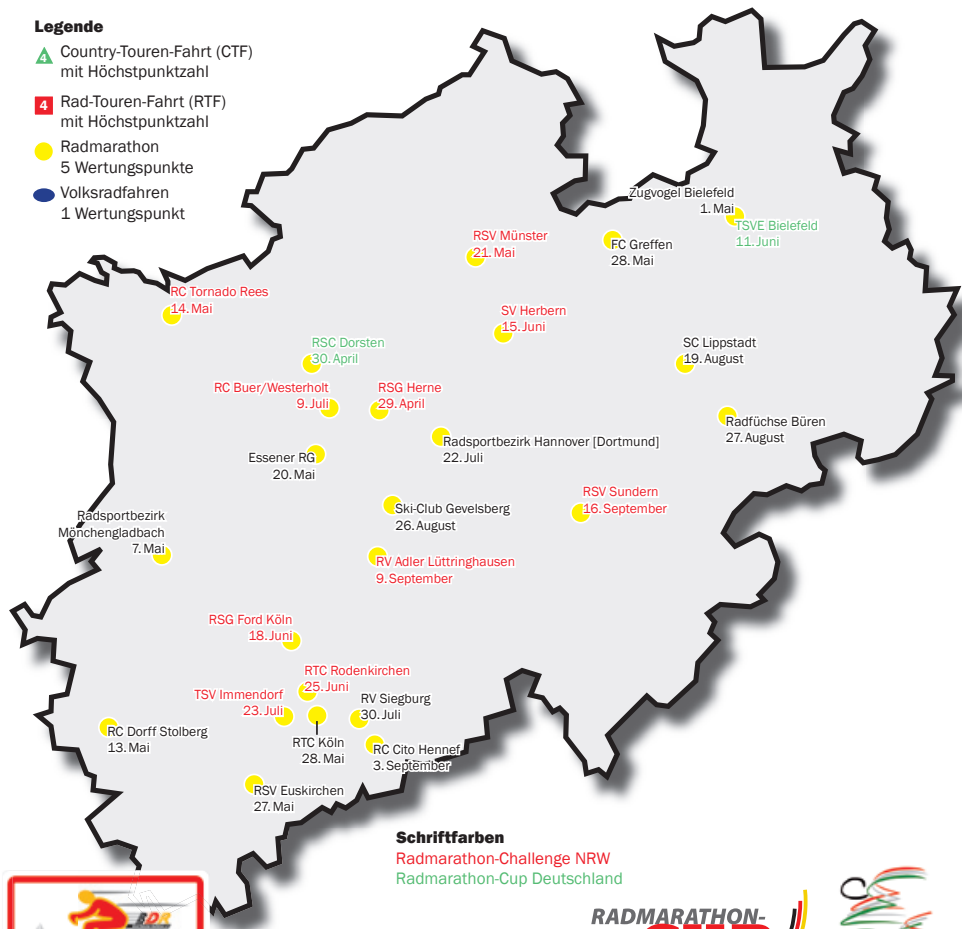 Legende
4 Country-Touren-Fahrt (CTF)
mit Höchstpunktzahl
4 Rad-Touren-Fahrt (RTF)
mit Höchstpunktzahl
Radmarathon
5 Wertungspunkte
Volksradfahren
1 Wertungspunkt
Zugvogel Bielefeld
1. Mai
TSVE Bielefeld
11. Juni
RSV Münster
21. Mai
FC Greffen
28. Mai
RC Tornado Rees
14. Mai
SV Herbern
15. Juni
RSC Dorsten
30. April
SC Lippstadt
19. August
RC Buer/Westerholt
9. Juli
RSG Herne
29. April
Radfüchse Büren
27. August
Radsportbezirk Hannover [Dortmund]
22. Juli
Essener RG
20. Mai
Ski-Club Gevelsberg
26. August
RSV Sundern
16. September
Radsportbezirk
Mönchengladbach
7. Mai
RV Adler Lüttringhausen
9. September
RSG Ford Köln
18. Juni
RTC Rodenkirchen
25. Juni
TSV Immendorf
23. Juli
RV Siegburg
30. Juli
RC Dorff Stolberg
13. Mai
RTC Köln
28. Mai
RC Cito Hennef
3. September
RSV Euskirchen
27. Mai
Schriftfarben
Radmarathon-Challenge NRW
Radmarathon-Cup Deutschland
BDR
RADMARATHON-
CUP